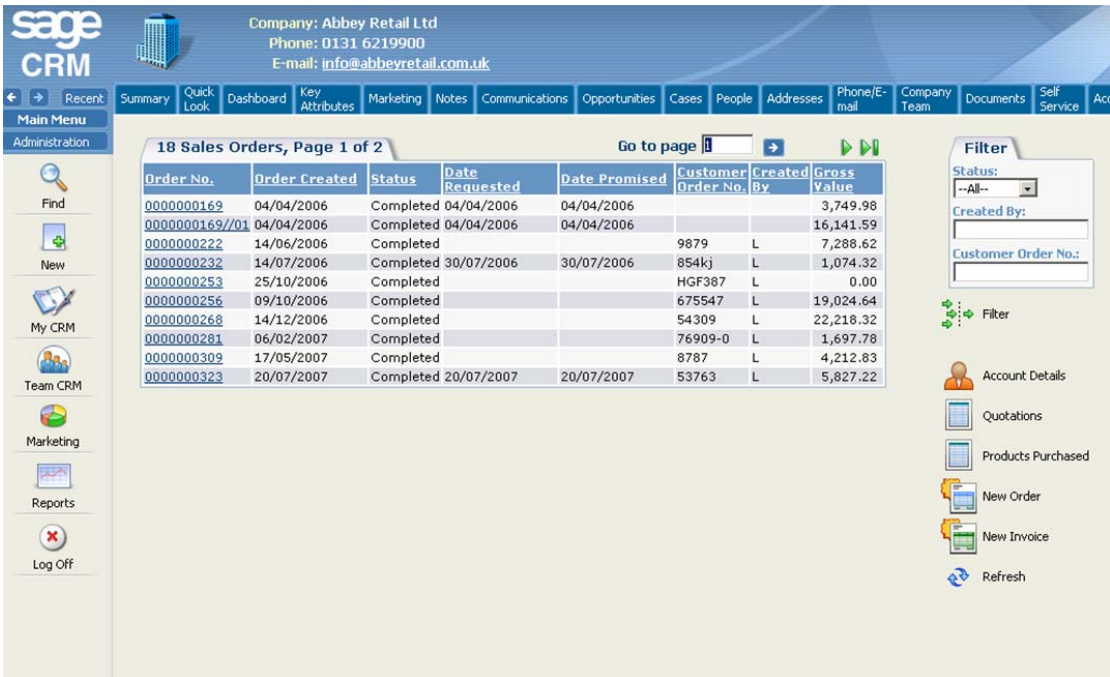 sage
CRM
Company: Abbey Retail Ltd
Phone: 0131 6219900
E-mail: info@abbeyretail.com.uk
Recent
Summary Quick Look Dashboard Key Attributes Marketing Notes Communications Opportunities Cases People Addresses Phone/E-mail Company Team Documents Self Service Acc
Main Menu
Administration
Find
New
My CRM
Team CRM
Marketing
Reports
Log Off
18 Sales Orders, Page 1 of 2 Go to page 1
Order No. Order Created Status Date Requested Date Promised Customer Order No. Created By Gross Value
0000000169 04/04/2006 Completed 04/04/2006 04/04/2006 3,749.98
0000000169//01 04/04/2006 Completed 04/04/2006 04/04/2006 16,141.59
0000000222 14/06/2006 Completed 9879 L 7,288.62
0000000232 14/07/2006 Completed 30/07/2006 30/07/2006 854kj L 1,074.32
0000000253 25/10/2006 Completed HGF387 L 0.00
0000000256 09/10/2006 Completed 675547 L 19,024.64
0000000268 14/12/2006 Completed 54309 L 22,218.32
0000000281 06/02/2007 Completed 76909-0 L 1,697.78
0000000309 17/05/2007 Completed 8787 L 4,212.83
0000000323 20/07/2007 Completed 20/07/2007 20/07/2007 53763 L 5,827.22
Filter
Status:
--All--
Created By:
Customer Order No.:
Filter
Account Details
Quotations
Products Purchased
New Order
New Invoice
Refresh